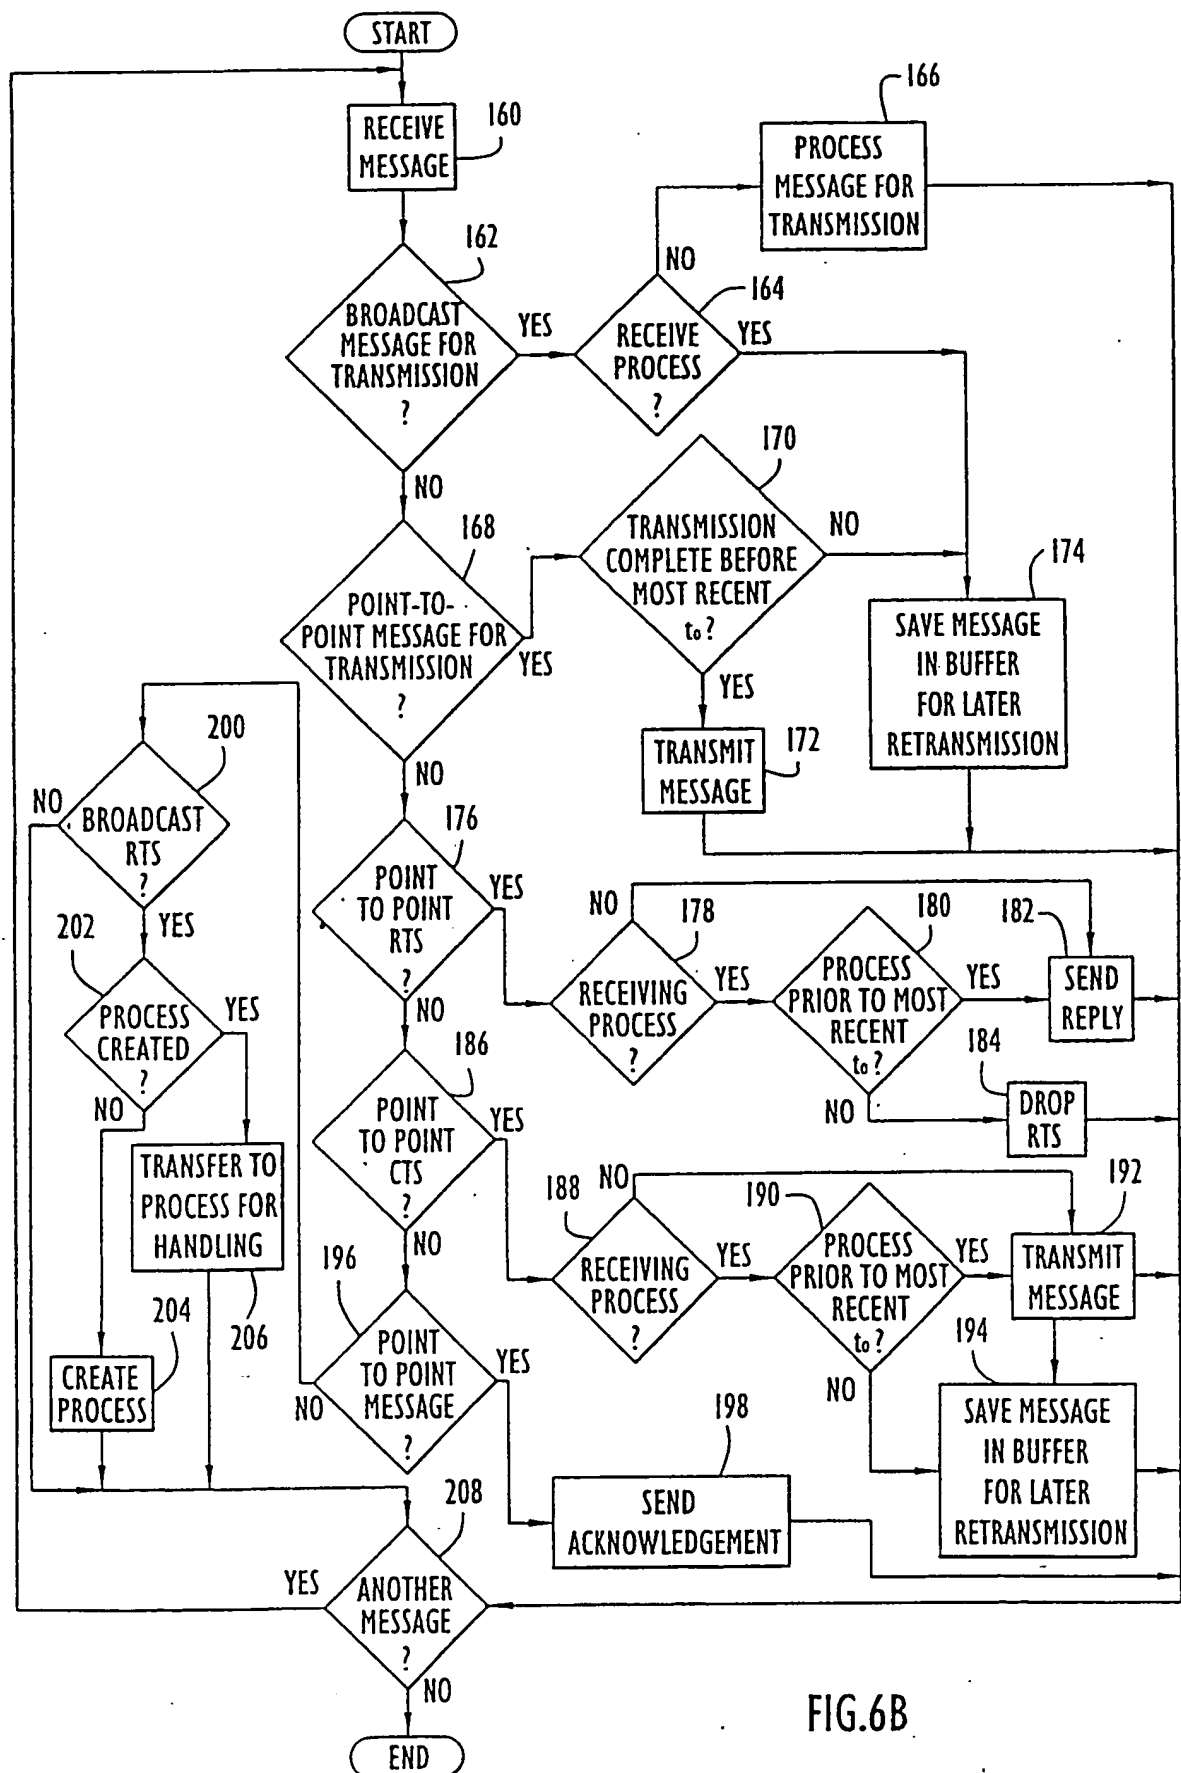 START
RECEIVE
MESSAGE
160
166
PROCESS
MESSAGE FOR
TRANSMISSION
162
BROADCAST
MESSAGE FOR
TRANSMISSION
?
YES
NO
164
RECEIVE
PROCESS
?
YES
NO
168
POINT-TO-
POINT MESSAGE FOR
TRANSMISSION
?
YES
170
TRANSMISSION
COMPLETE BEFORE
MOST RECENT
to ?
NO
YES
172
TRANSMIT
MESSAGE
174
SAVE MESSAGE
IN BUFFER
FOR LATER
RETRANSMISSION
NO
200
NO
BROADCAST
RTS
?
YES
176
POINT
TO POINT
RTS
?
YES
NO
178
RECEIVING
PROCESS
?
YES
180
PROCESS
PRIOR TO MOST
RECENT
to ?
YES
182
SEND
REPLY
NO
184
DROP
RTS
202
PROCESS
CREATED
?
YES
NO
TRANSFER TO
PROCESS FOR
HANDLING
206
204
CREATE
PROCESS
NO
186
POINT
TO POINT
CTS
?
YES
NO
188
RECEIVING
PROCESS
?
YES
190
PROCESS
PRIOR TO MOST
RECENT
to ?
YES
192
TRANSMIT
MESSAGE
NO
194
SAVE MESSAGE
IN BUFFER
FOR LATER
RETRANSMISSION
NO
196
POINT
TO POINT
MESSAGE
?
YES
NO
198
SEND
ACKNOWLEDGEMENT
208
YES
ANOTHER
MESSAGE
?
NO
END
FIG.6B